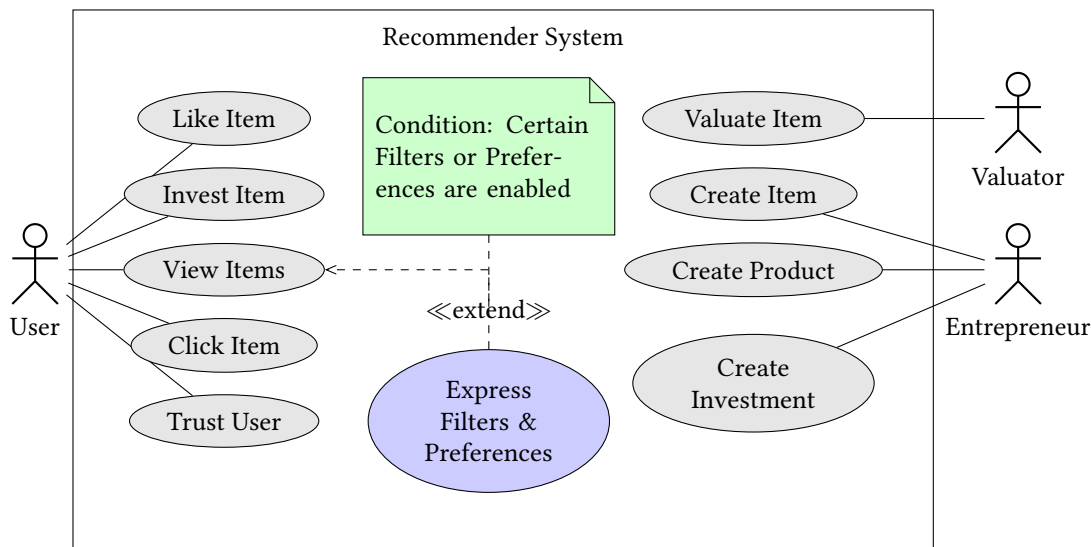 Recommender System
Like Item
Invest Item
View Items
Click Item
Trust User
User
Condition: Certain
Filters or Prefer-
ences are enabled
≪extend≫
Express
Filters &
Preferences
Valuate Item
Create Item
Create Product
Create
Investment
Valuator
Entrepreneur